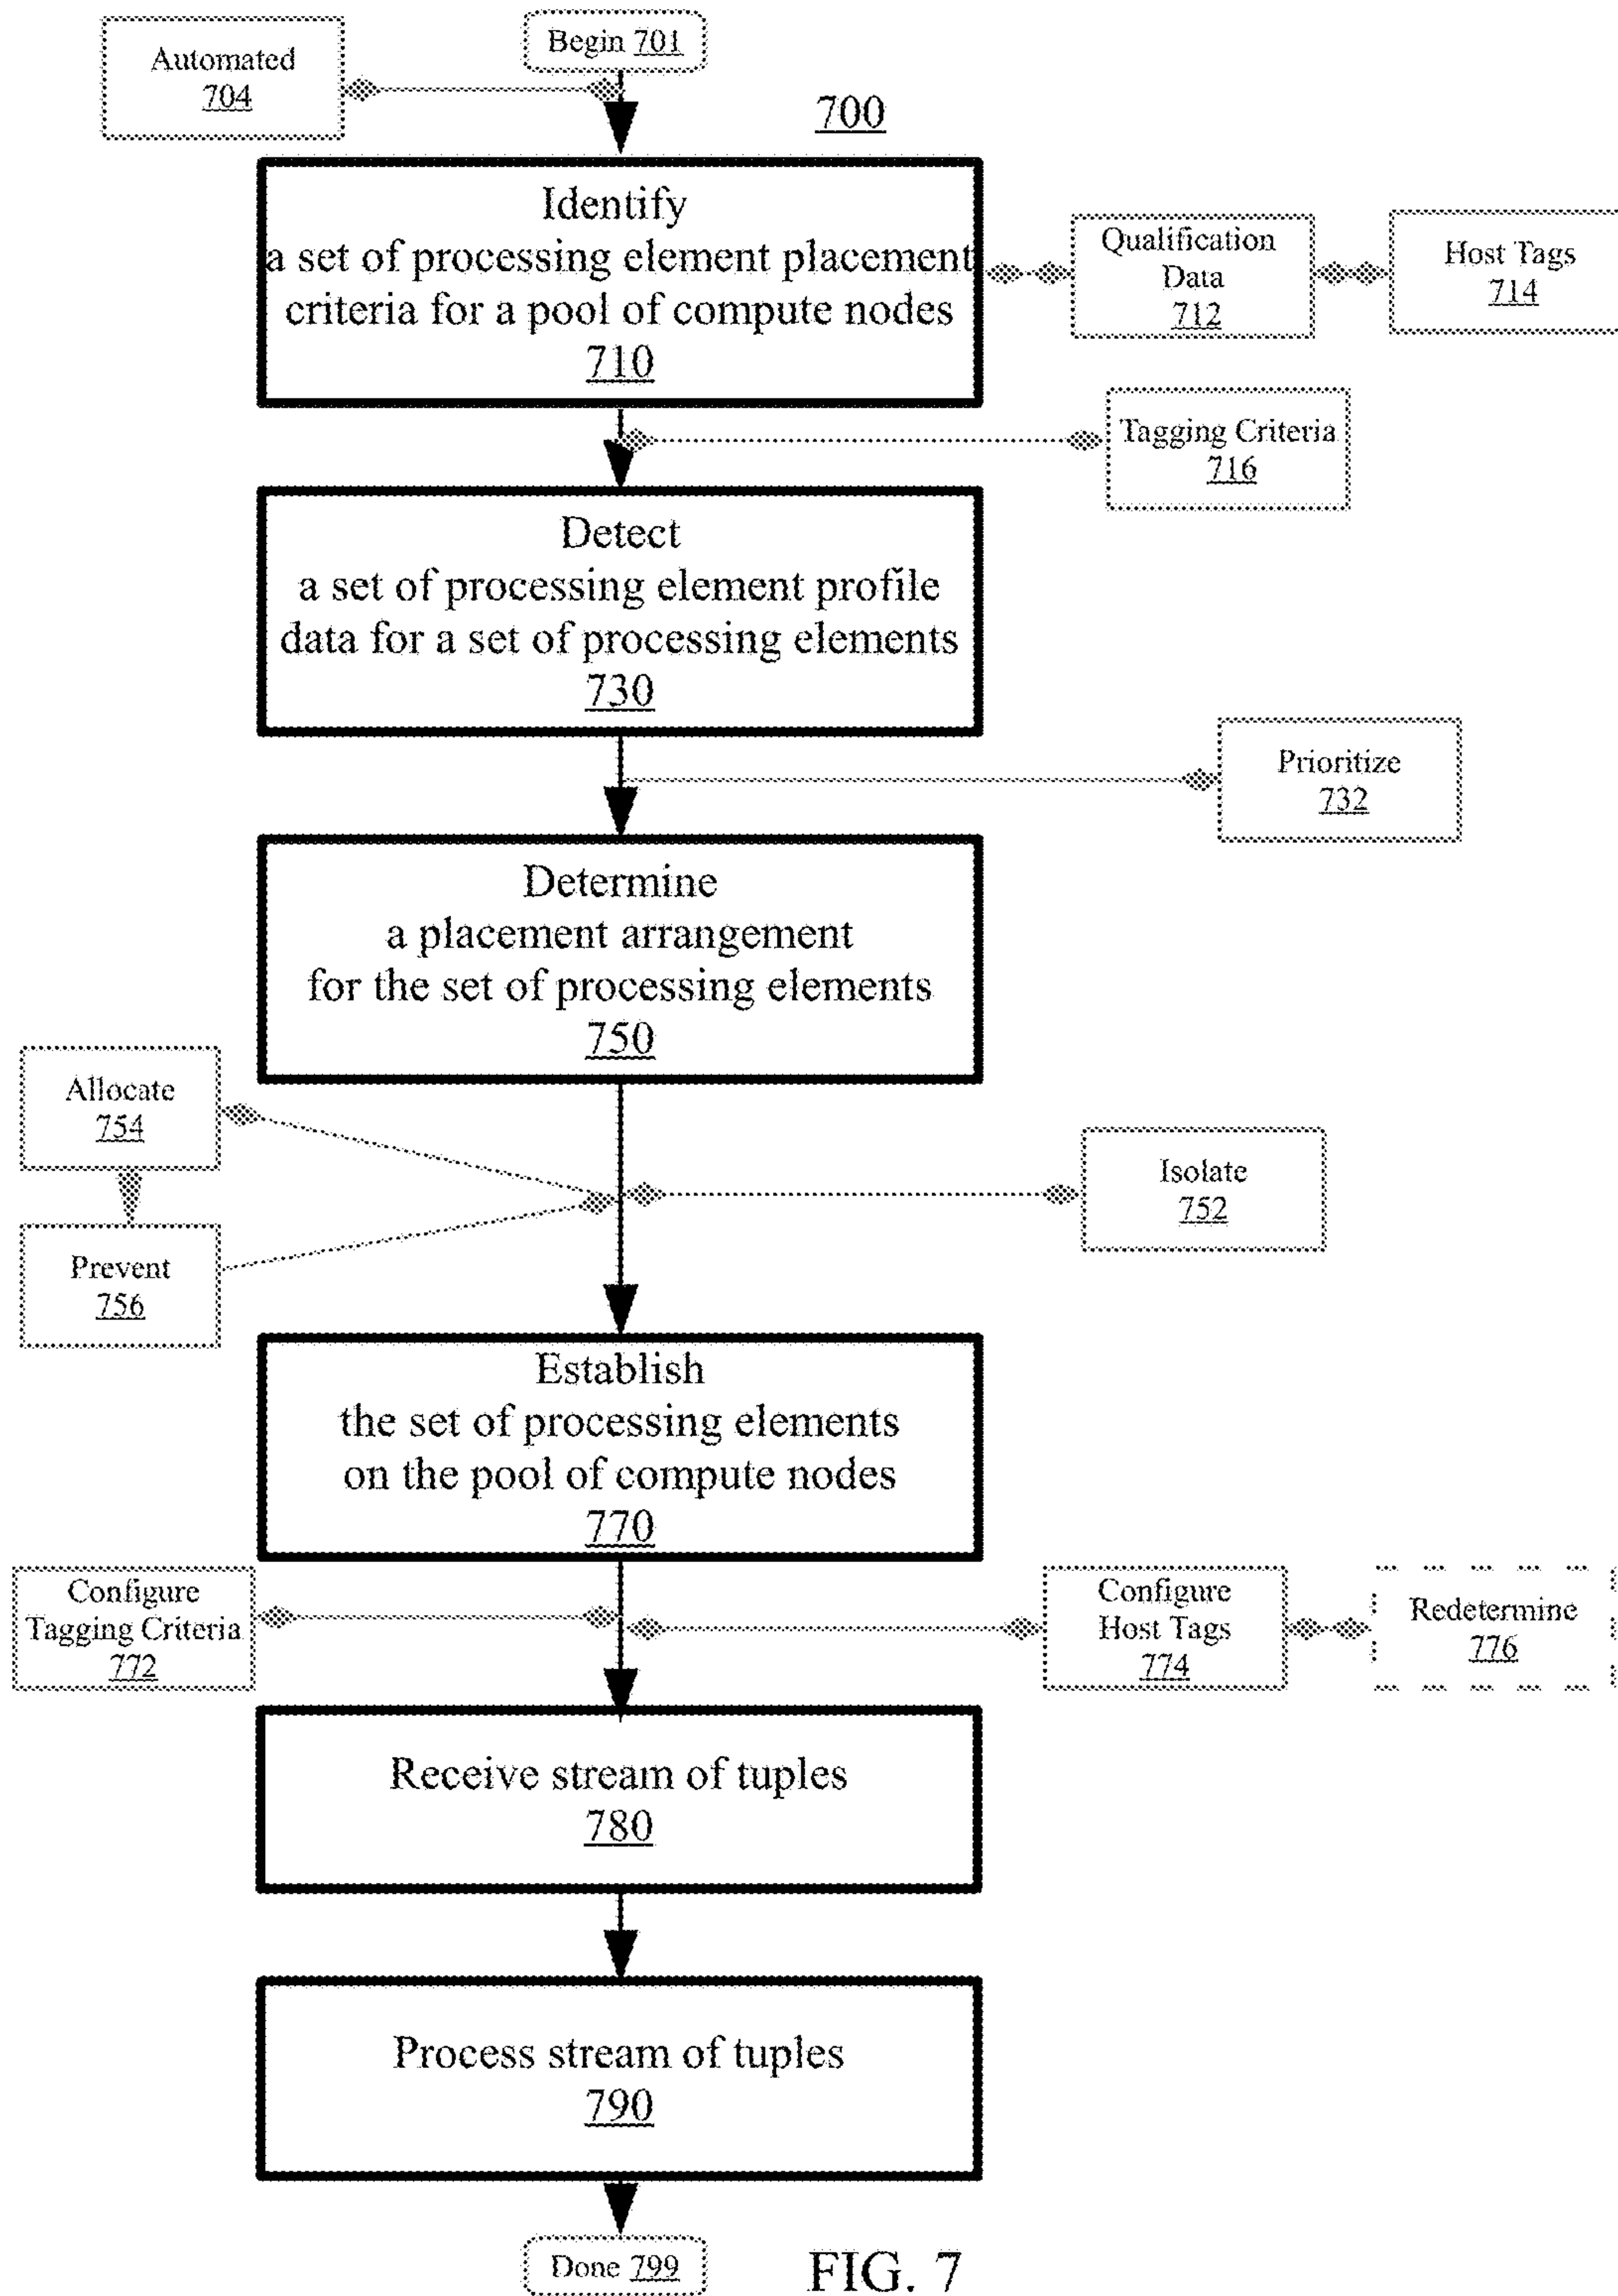 Automated
704
Begin 701
700
Identify
a set of processing element placement
criteria for a pool of compute nodes
710
Qualification
Data
712
Host Tags
714
Tagging Criteria
716
Detect
a set of processing element profile
data for a set of processing elements
730
Prioritize
732
Determine
a placement arrangement
for the set of processing elements
750
Allocate
754
Isolate
752
Prevent
756
Establish
the set of processing elements
on the pool of compute nodes
770
Configure
Tagging Criteria
772
Configure
Host Tags
774
Redetermine
776
Receive stream of tuples
780
Process stream of tuples
790
Done 799
FIG. 7